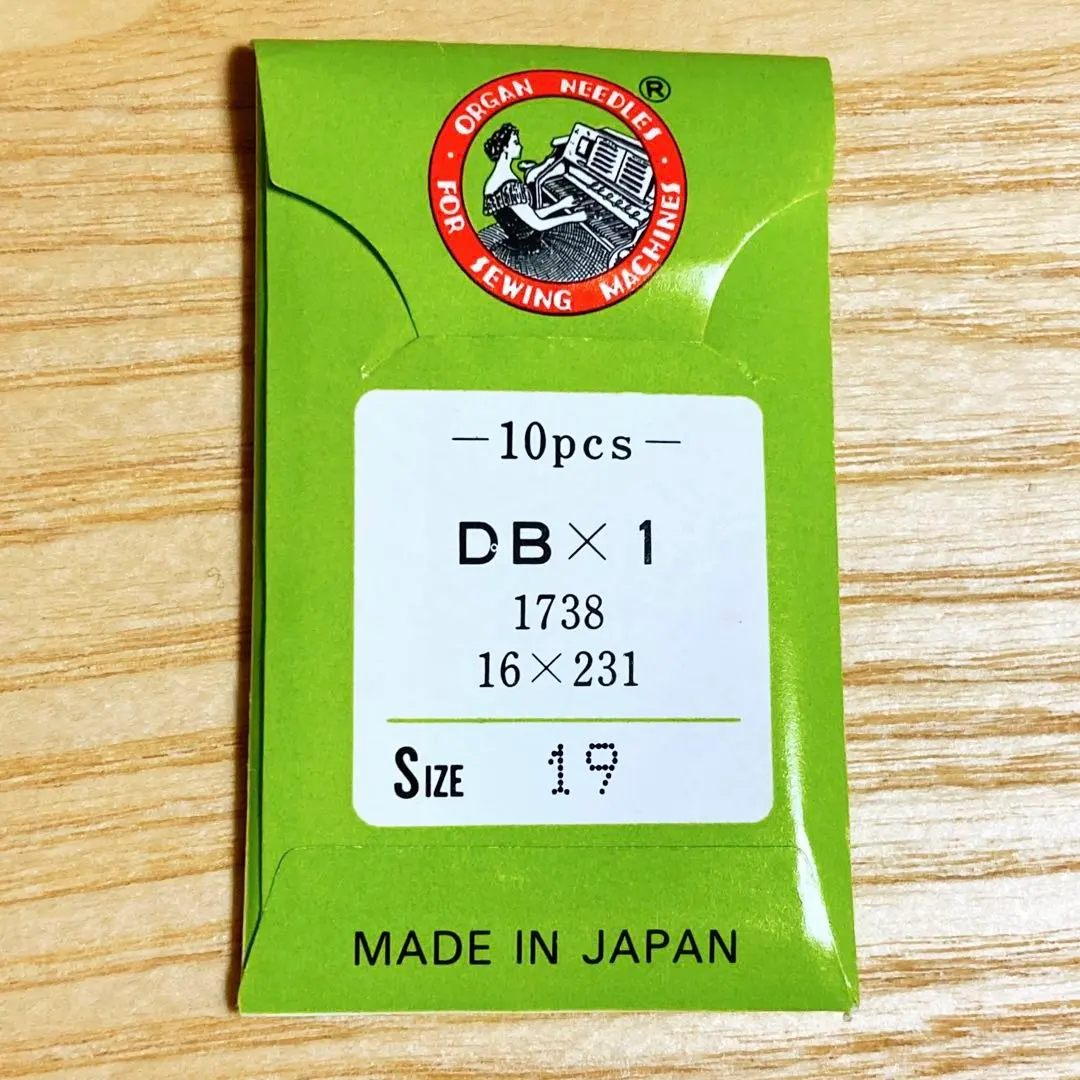 ORGAN NEEDLES
®
· FOR SEWING MACHINES ·
—10pcs—
DB×1
1738
16×231
SIZE 19
MADE IN JAPAN